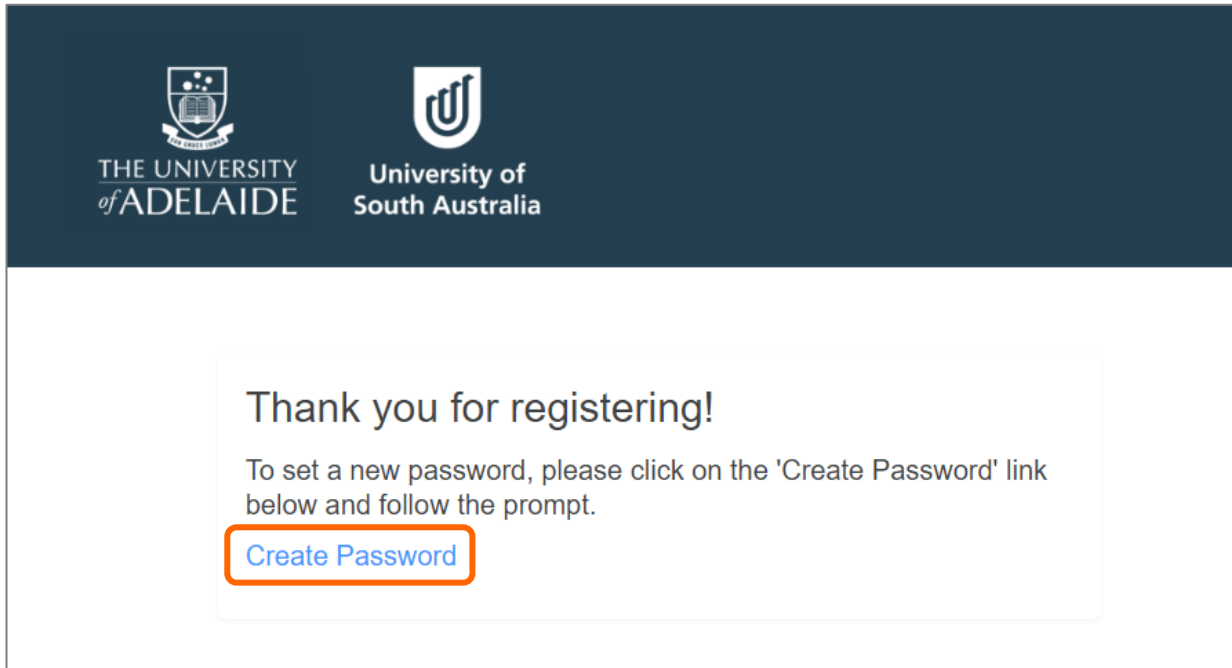 THE UNIVERSITY
of ADELAIDE
University of
South Australia
Thank you for registering!
To set a new password, please click on the 'Create Password' link
below and follow the prompt.
Create Password